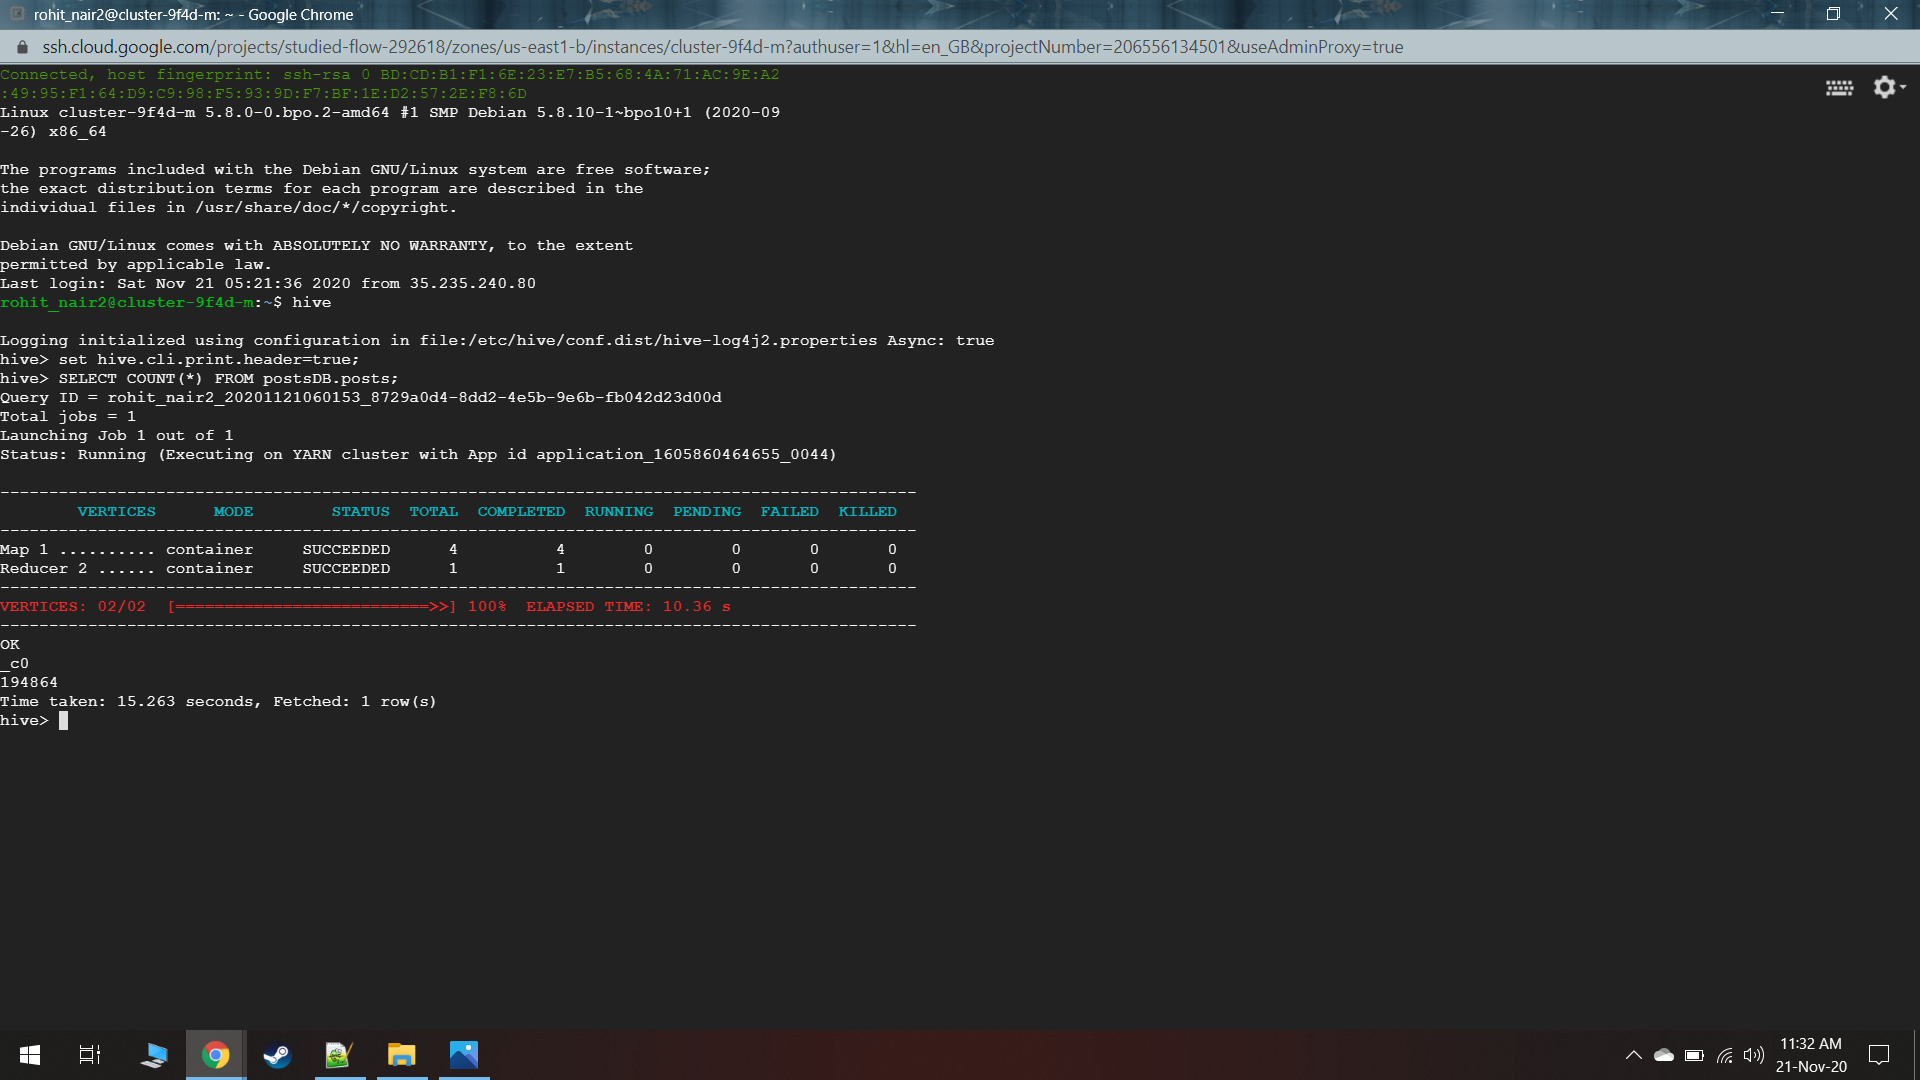 rohit_nair2@cluster-9f4d-m: ~ - Google Chrome
ssh.cloud.google.com/projects/studied-flow-292618/zones/us-east1-b/instances/cluster-9f4d-m?authuser=1&hl=en_GB&projectNumber=206556134501&useAdminProxy=true
Connected, host fingerprint: ssh-rsa 0 BD:CD:B1:F1:6E:23:E7:B5:68:4A:71:AC:9E:A2
:49:95:F1:64:D9:C9:98:F5:93:9D:F7:BF:1E:D2:57:2E:F8:6D
Linux cluster-9f4d-m 5.8.0-0.bpo.2-amd64 #1 SMP Debian 5.8.10-1~bpo10+1 (2020-09
-26) x86_64
The programs included with the Debian GNU/Linux system are free software;
the exact distribution terms for each program are described in the
individual files in /usr/share/doc/*/copyright.
Debian GNU/Linux comes with ABSOLUTELY NO WARRANTY, to the extent
permitted by applicable law.
Last login: Sat Nov 21 05:21:36 2020 from 35.235.240.80
rohit_nair2@cluster-9f4d-m:~$ hive
Logging initialized using configuration in file:/etc/hive/conf.dist/hive-log4j2.properties Async: true
hive> set hive.cli.print.header=true;
hive> SELECT COUNT(*) FROM postsDB.posts;
Query ID = rohit_nair2_20201121060153_8729a0d4-8dd2-4e5b-9e6b-fb042d23d00d
Total jobs = 1
Launching Job 1 out of 1
Status: Running (Executing on YARN cluster with App id application_1605860464655_0044)
----------------------------------------------------------------------------------------------
        VERTICES      MODE        STATUS  TOTAL  COMPLETED  RUNNING  PENDING  FAILED  KILLED
----------------------------------------------------------------------------------------------
Map 1 .......... container     SUCCEEDED      4          4        0        0       0       0
Reducer 2 ...... container     SUCCEEDED      1          1        0        0       0       0
----------------------------------------------------------------------------------------------
VERTICES: 02/02  [==========================>>] 100%  ELAPSED TIME: 10.36 s
----------------------------------------------------------------------------------------------
OK
_c0
194864
Time taken: 15.263 seconds, Fetched: 1 row(s)
hive>
11:32 AM
21-Nov-20